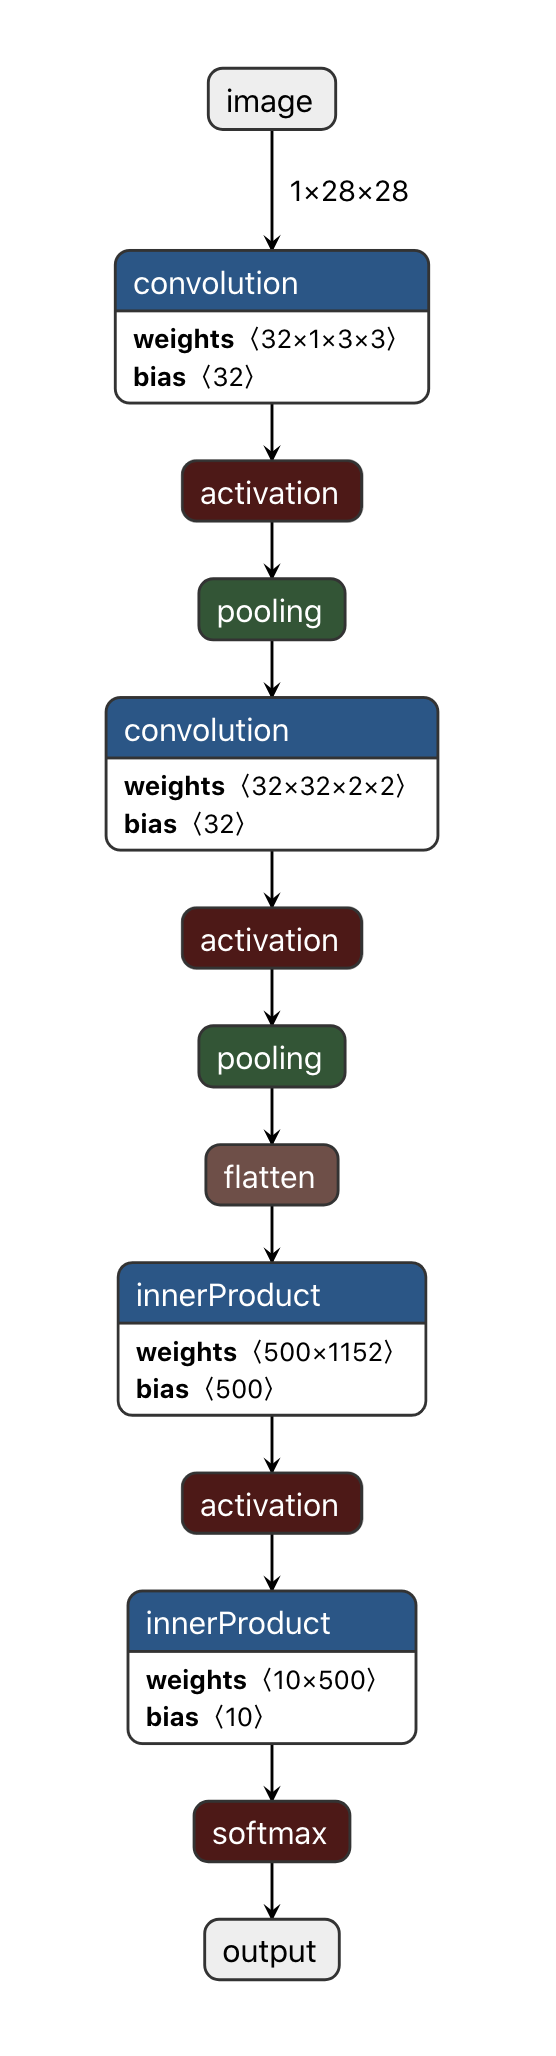 image
1×28×28
convolution
weights 〈32×1×3×3〉
bias 〈32〉
activation
pooling
convolution
weights 〈32×32×2×2〉
bias 〈32〉
activation
pooling
flatten
innerProduct
weights 〈500×1152〉
bias 〈500〉
activation
innerProduct
weights 〈10×500〉
bias 〈10〉
softmax
output